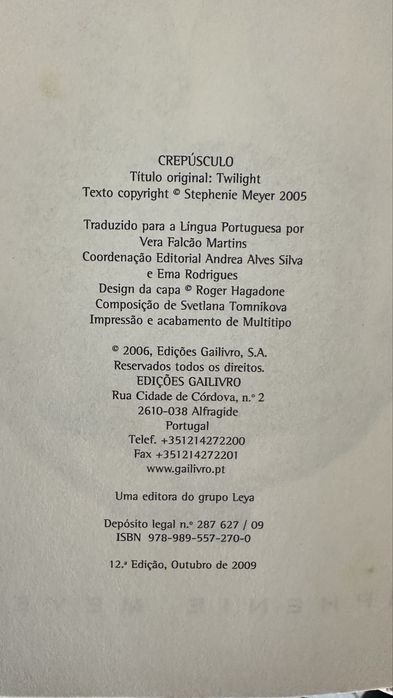 CREPÚSCULO
Título original: Twilight
Texto copyright © Stephenie Meyer 2005
Traduzido para a Língua Portuguesa por
Vera Falcão Martins
Coordenação Editorial Andrea Alves Silva
e Ema Rodrigues
Design da capa © Roger Hagadone
Composição de Svetlana Tomnikova
Impressão e acabamento de Multitipo
© 2006, Edições Gailivro, S.A.
Reservados todos os direitos.
EDIÇÕES GAILIVRO
Rua Cidade de Córdova, n.º 2
2610-038 Alfragide
Portugal
Telef. +351214272200
Fax +351214272201
www.gailivro.pt
Uma editora do grupo Leya
Depósito legal n.º 287 627 / 09
ISBN 978-989-557-270-0
12.ª Edição, Outubro de 2009